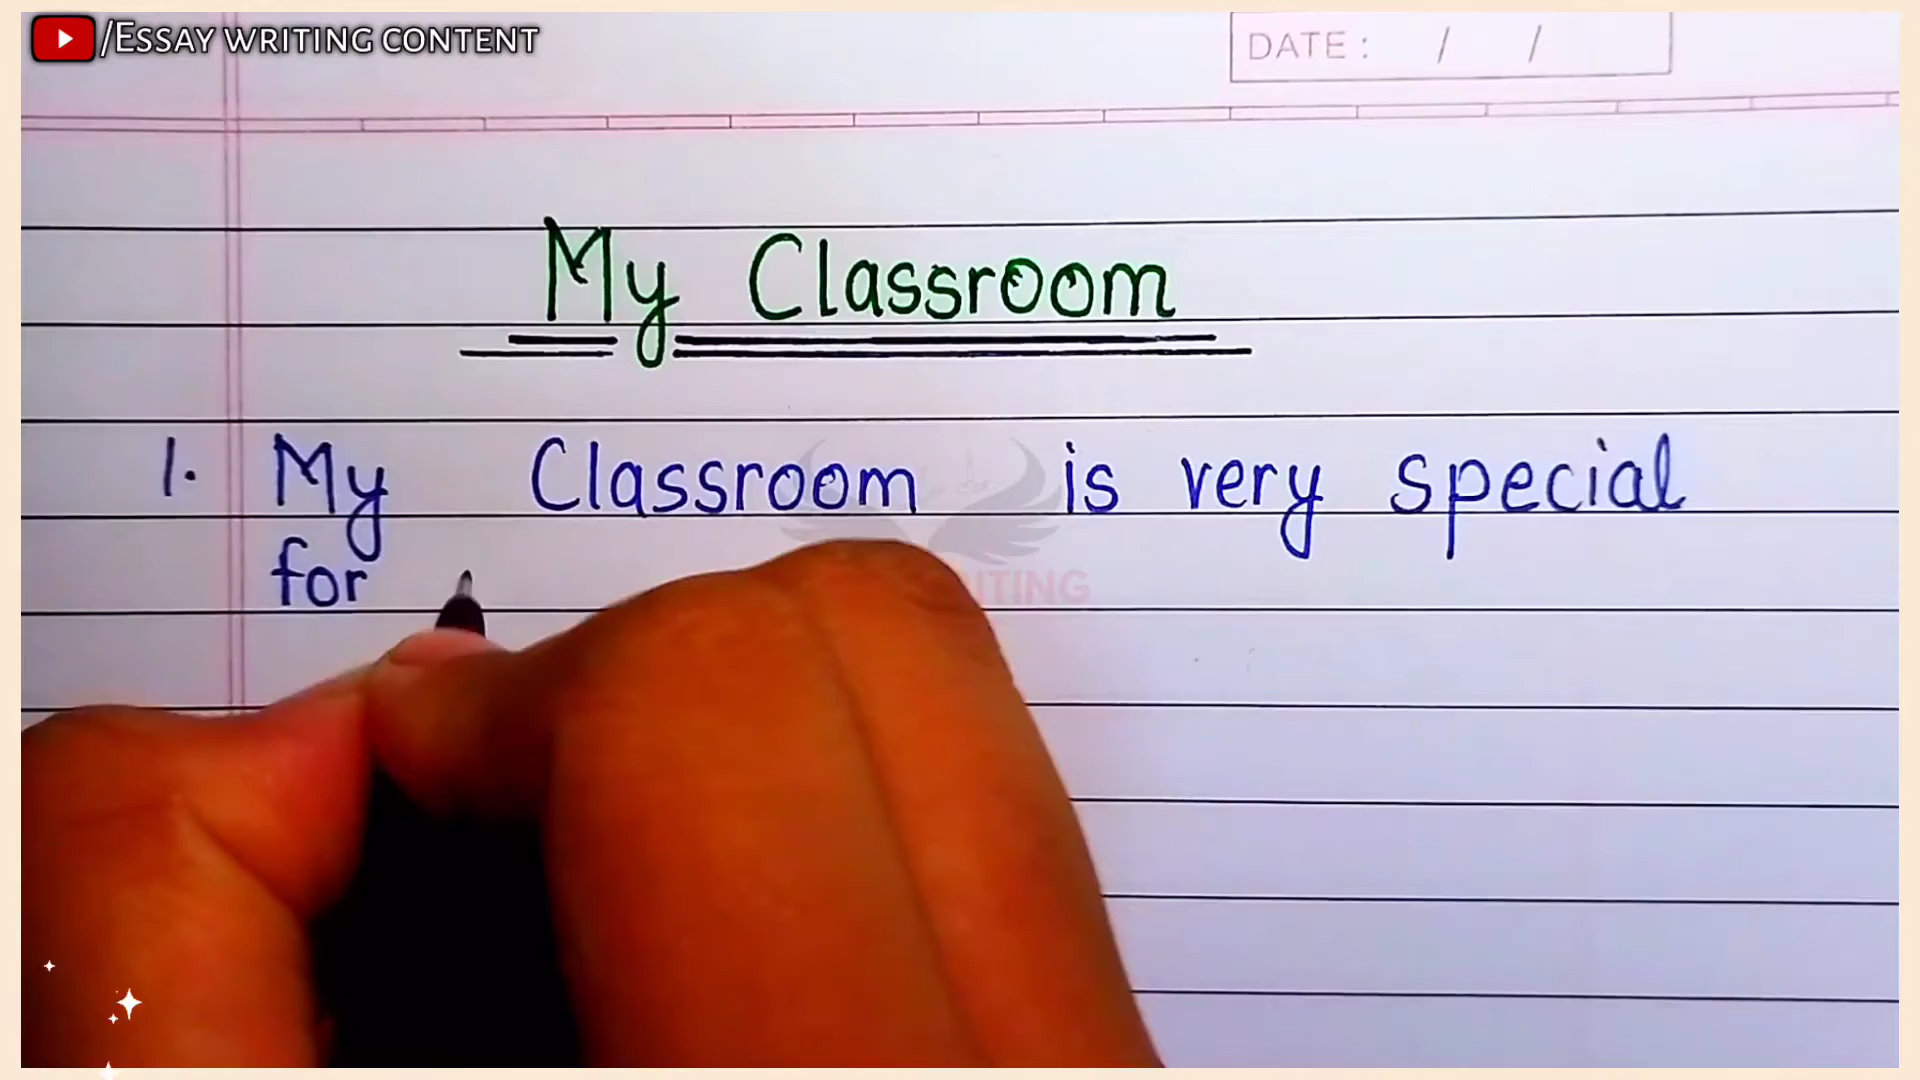 /ESSAY WRITING CONTENT
DATE: / /
My Classroom
1. My Classroom is very special
for